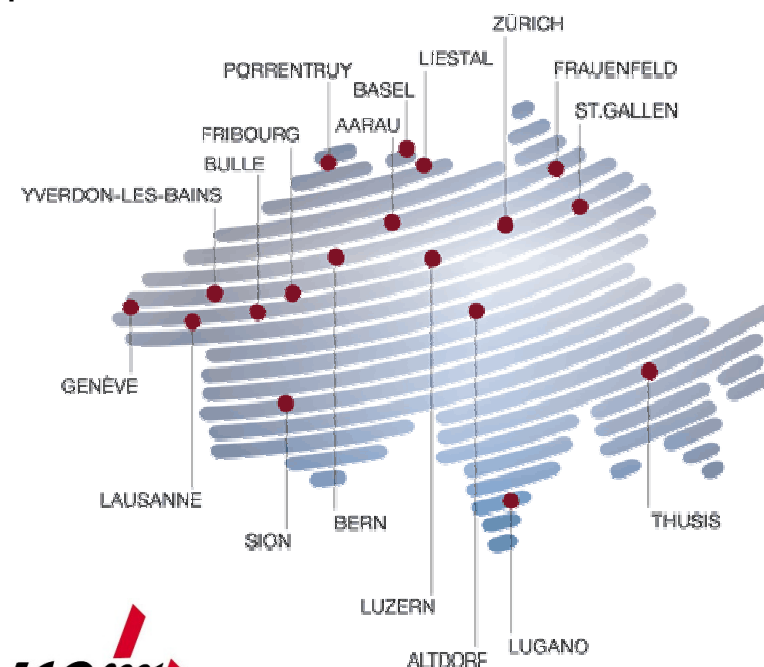 ZÜRICH
LIESTAL
PORRENTRUY
FRAUENFELD
BASEL
ST.GALLEN
AARAU
FRIBOURG
BULLE
YVERDON-LES-BAINS
GENÈVE
LAUSANNE
BERN
THUSIS
SION
LUZERN
LUGANO
ALTDORF